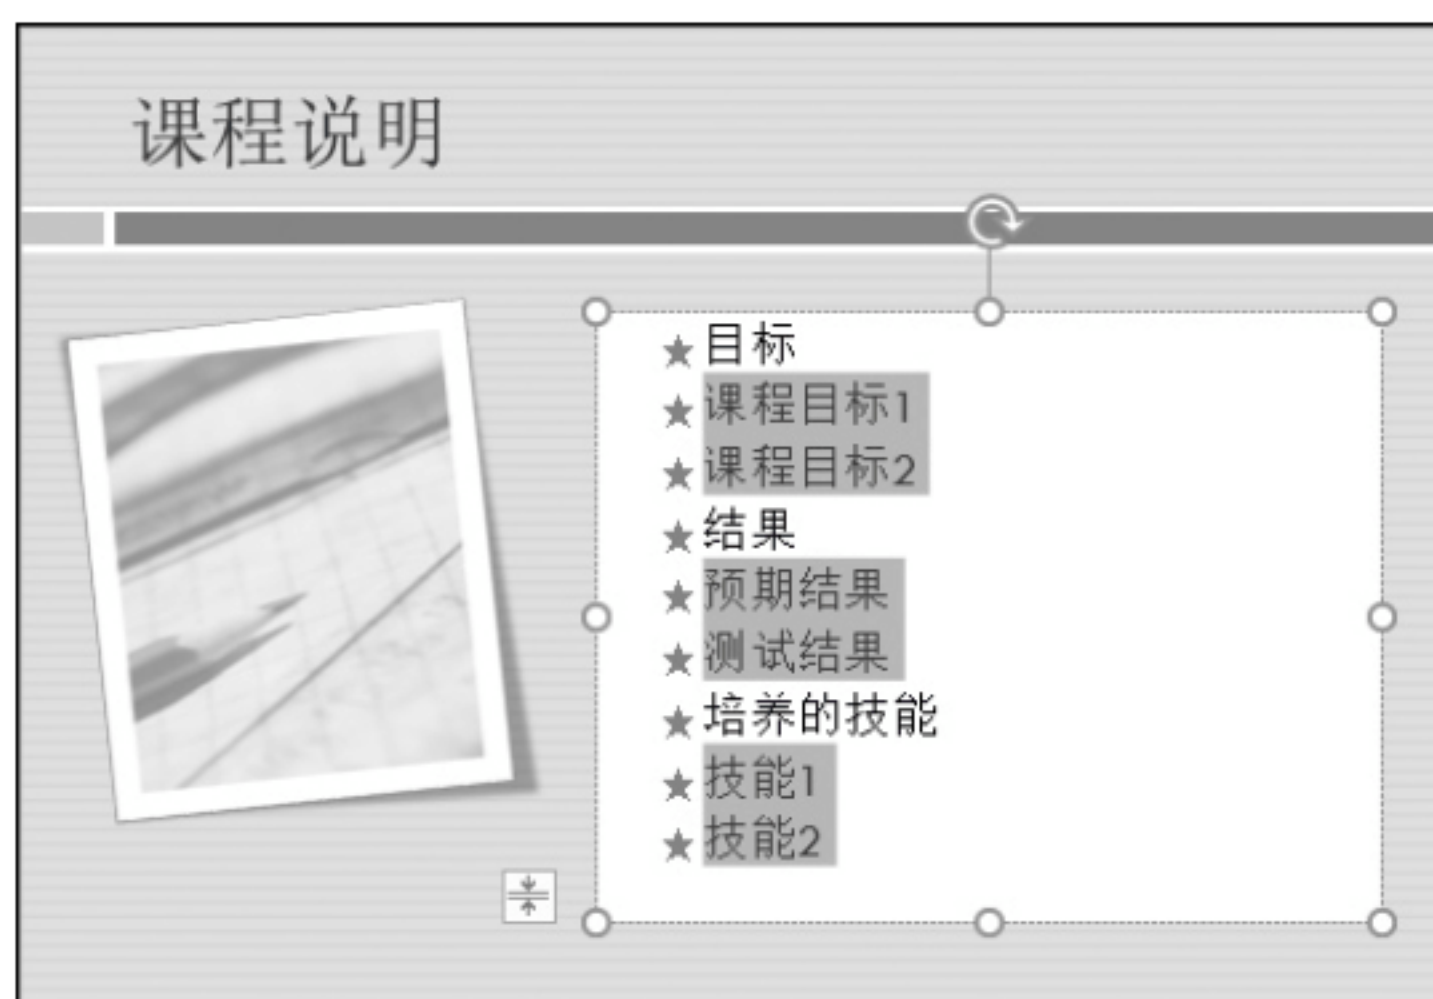 课程说明
目标
课程目标1
课程目标2
结果
预期结果
测试结果
培养的技能
技能1
技能2